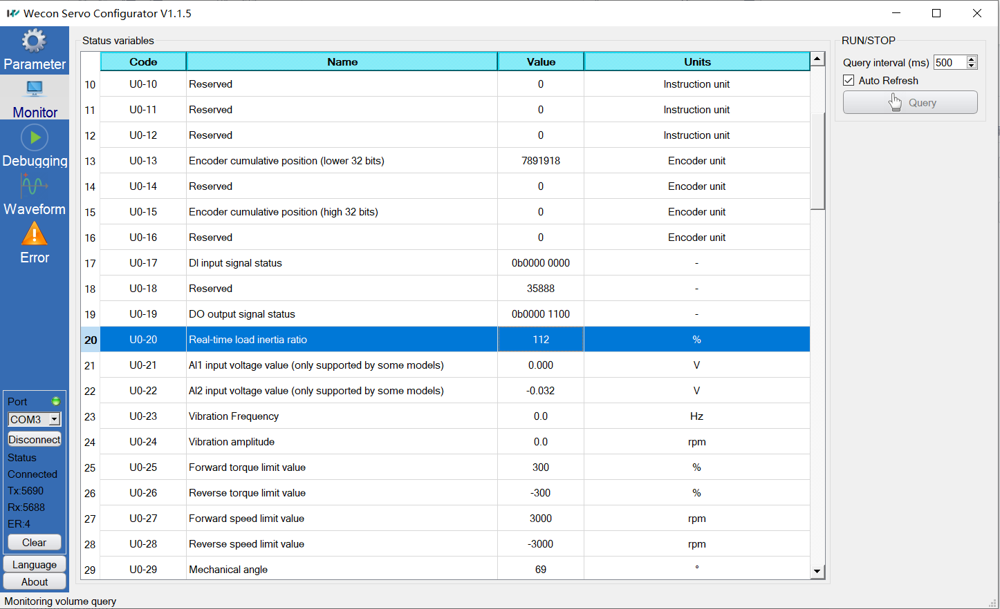 Wecon Servo Configurator V1.1.5
Parameter
Monitor
Debugging
Waveform
Error
Port
COM3
Disconnect
Status
Connected
Tx:5690
Rx:5688
ER:4
Clear
Language
About
Status variables
Code Name Value Units
10 U0-10 Reserved 0 Instruction unit
11 U0-11 Reserved 0 Instruction unit
12 U0-12 Reserved 0 Instruction unit
13 U0-13 Encoder cumulative position (lower 32 bits) 7891918 Encoder unit
14 U0-14 Reserved 0 Encoder unit
15 U0-15 Encoder cumulative position (high 32 bits) 0 Encoder unit
16 U0-16 Reserved 0 Encoder unit
17 U0-17 DI input signal status 0b0000 0000 -
18 U0-18 Reserved 35888 -
19 U0-19 DO output signal status 0b0000 1100 -
20 U0-20 Real-time load inertia ratio 112 %
21 U0-21 AI1 input voltage value (only supported by some models) 0.000 V
22 U0-22 AI2 input voltage value (only supported by some models) -0.032 V
23 U0-23 Vibration Frequency 0.0 Hz
24 U0-24 Vibration amplitude 0.0 rpm
25 U0-25 Forward torque limit value 300 %
26 U0-26 Reverse torque limit value -300 %
27 U0-27 Forward speed limit value 3000 rpm
28 U0-28 Reverse speed limit value -3000 rpm
29 U0-29 Mechanical angle 69 °
RUN/STOP
Query interval (ms) 500
Auto Refresh
Query
Monitoring volume query